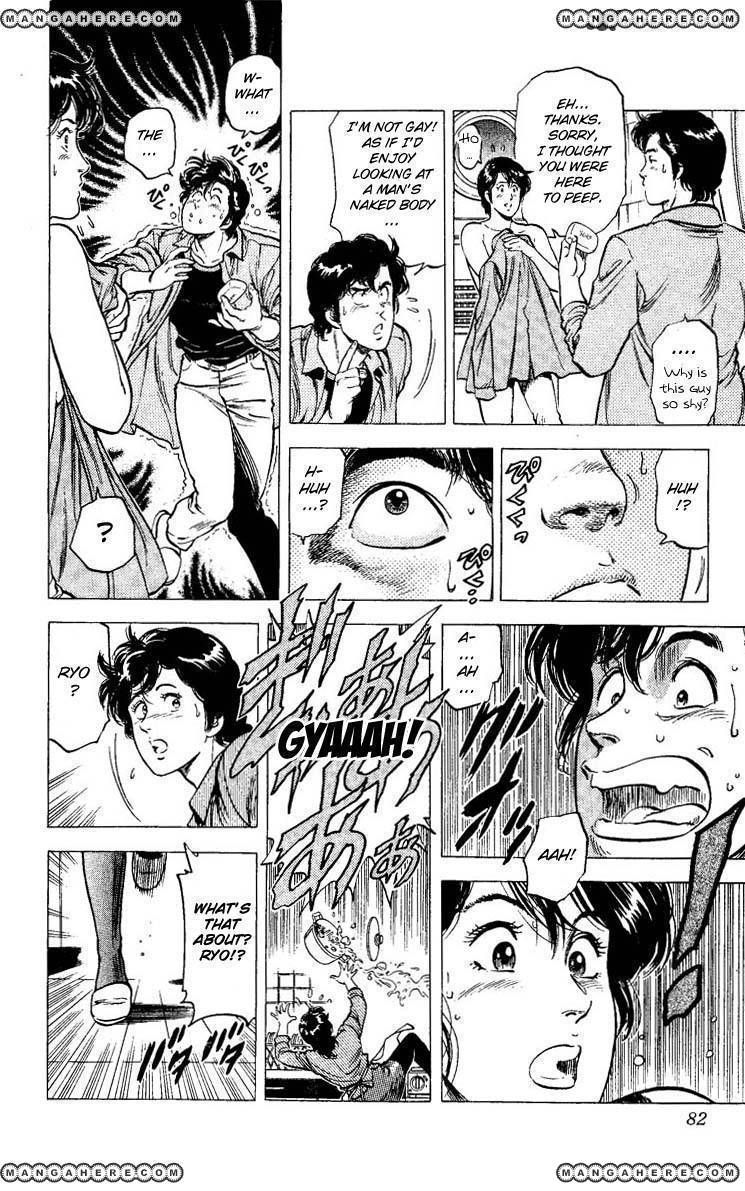 MANGAHERE.COM
MANGAHERE.COM
EH...
THANKS.
SORRY,
I THOUGHT
YOU WERE
HERE
TO PEEP.
Ho
...
....
Why is
this guy
so shy?
I'M NOT GAY!
AS IF I'D
ENJOY
LOOKING AT
A MAN'S
NAKED BODY
...
W-
WHAT
...
THE
...
?
HUH
!?
H-
HUH
...?
A-
...
AH
...
AAH!
GYAAAH!
RYO
?
WHAT'S
THAT
ABOUT?
RYO!?
82
MANGAHERE.COM
MANGAHERE.COM